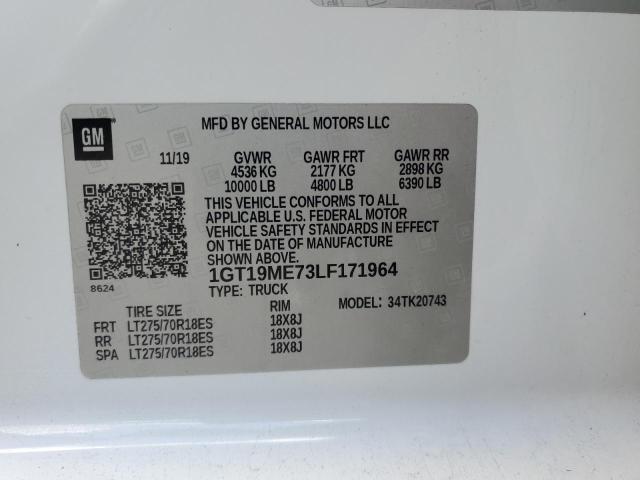 GM
MFD BY GENERAL MOTORS LLC
11/19 GVWR GAWR FRT GAWR RR
4536 KG 2177 KG 2898 KG
10000 LB 4800 LB 6390 LB
THIS VEHICLE CONFORMS TO ALL
APPLICABLE U.S. FEDERAL MOTOR
VEHICLE SAFETY STANDARDS IN EFFECT
ON THE DATE OF MANUFACTURE
SHOWN ABOVE.
1GT19ME73LF171964
8624
TYPE: TRUCK
TIRE SIZE RIM MODEL: 34TK20743
FRT LT275/70R18ES 18X8J
RR LT275/70R18ES 18X8J
SPA LT275/70R18ES 18X8J